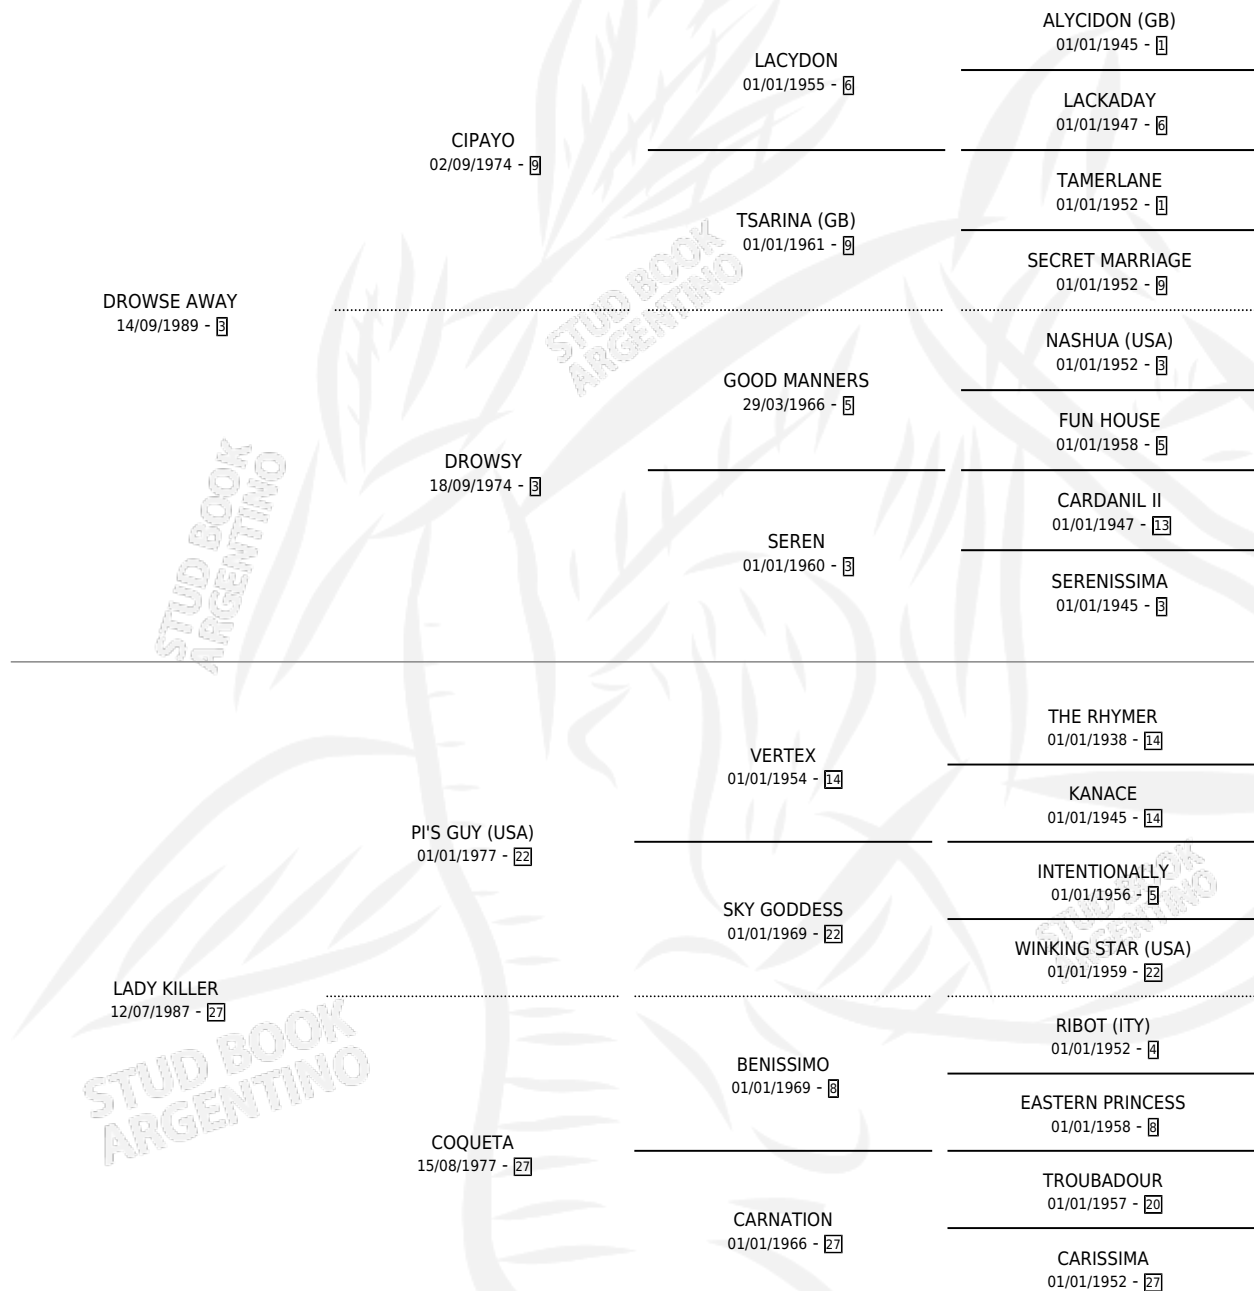 ALYCIDON (GB)
01/01/1945 - 1
LACYDON
01/01/1955 - 6
LACKADAY
01/01/1947 - 6
CIPAYO
02/09/1974 - 9
TAMERLANE
01/01/1952 - 1
TSARINA (GB)
01/01/1961 - 9
SECRET MARRIAGE
01/01/1952 - 9
STUD BOOK
ARGENTINO
DROWSE AWAY
14/09/1989 - 3
NASHUA (USA)
01/01/1952 - 3
GOOD MANNERS
29/03/1966 - 5
FUN HOUSE
01/01/1958 - 5
DROWSY
18/09/1974 - 3
CARDANIL II
01/01/1947 - 13
SEREN
01/01/1960 - 3
SERENISSIMA
01/01/1945 - 3
STUD BOOK
ARGENTINO
THE RHYMER
01/01/1938 - 14
VERTEX
01/01/1954 - 14
KANACE
01/01/1945 - 14
PI'S GUY (USA)
01/01/1977 - 22
INTENTIONALLY
01/01/1956 - 5
SKY GODDESS
01/01/1969 - 22
STUD BOOK
ARGENTINO
WINKING STAR (USA)
01/01/1959 - 22
LADY KILLER
12/07/1987 - 27
RIBOT (ITY)
01/01/1952 - 4
BENISSIMO
01/01/1969 - 8
EASTERN PRINCESS
01/01/1958 - 8
STUD BOOK
ARGENTINO
COQUETA
15/08/1977 - 27
TROUBADOUR
01/01/1957 - 20
CARNATION
01/01/1966 - 27
CARISSIMA
01/01/1952 - 27